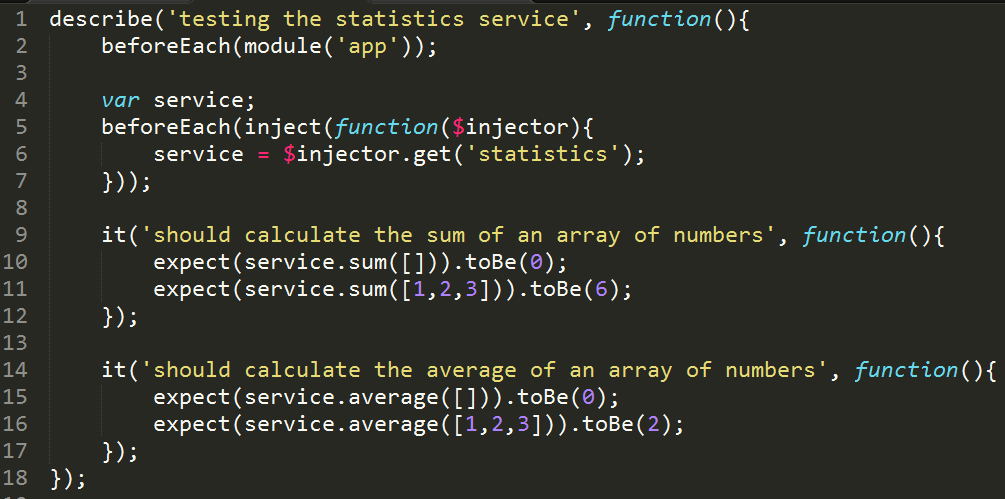 1 describe('testing the statistics service', function(){
2     beforeEach(module('app'));
3
4     var service;
5     beforeEach(inject(function($injector){
6         service = $injector.get('statistics');
7     }));
8
9     it('should calculate the sum of an array of numbers', function(){
10         expect(service.sum([])).toBe(0);
11         expect(service.sum([1,2,3])).toBe(6);
12     });
13
14     it('should calculate the average of an array of numbers', function(){
15         expect(service.average([])).toBe(0);
16         expect(service.average([1,2,3])).toBe(2);
17     });
18 });